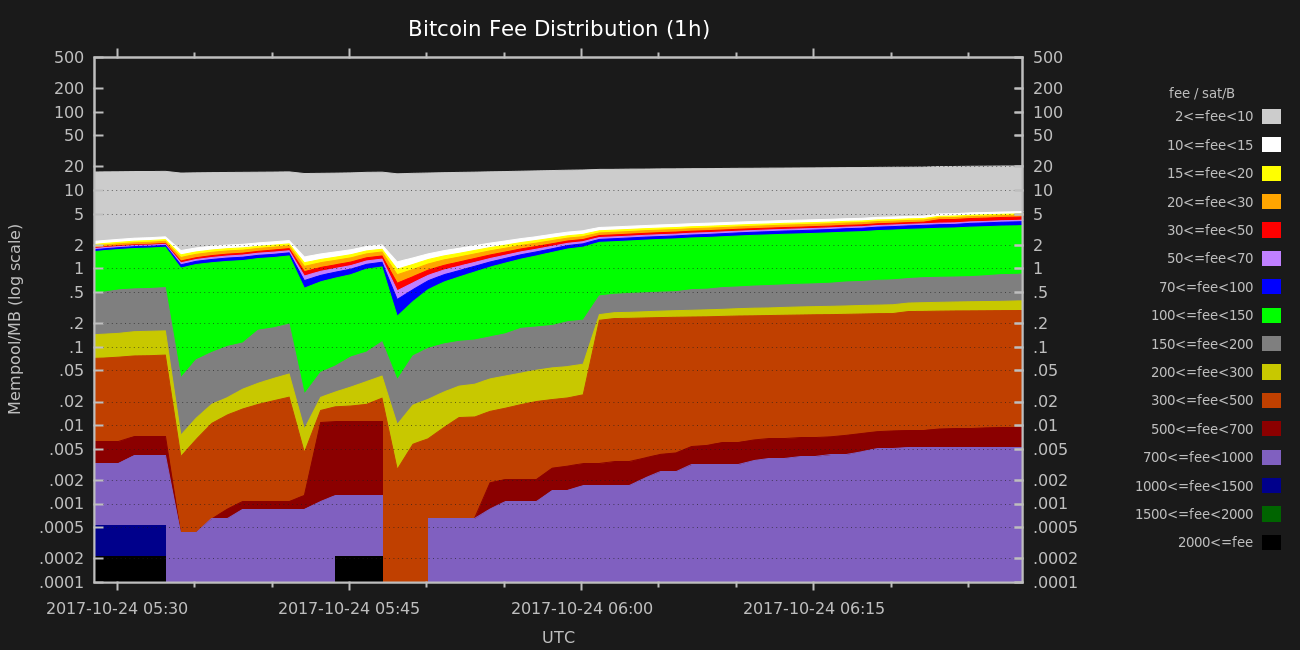 Bitcoin Fee Distribution (1h)
Mempool/MB (log scale)
500
200
100
50
20
10
5
2
1
.5
.2
.1
.05
.02
.01
.005
.002
.001
.0005
.0002
.0001
500
200
100
50
20
10
5
2
1
.5
.2
.1
.05
.02
.01
.005
.002
.001
.0005
.0002
.0001
2017-10-24 05:30
2017-10-24 05:45
2017-10-24 06:00
2017-10-24 06:15
UTC
fee / sat/B
2<=fee<10
10<=fee<15
15<=fee<20
20<=fee<30
30<=fee<50
50<=fee<70
70<=fee<100
100<=fee<150
150<=fee<200
200<=fee<300
300<=fee<500
500<=fee<700
700<=fee<1000
1000<=fee<1500
1500<=fee<2000
2000<=fee